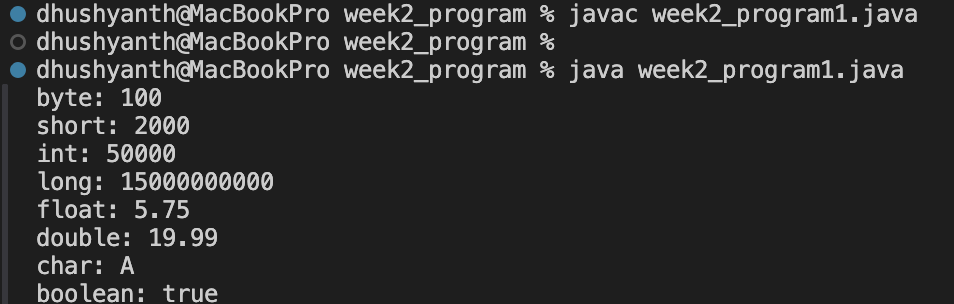 dhushyanth@MacBookPro week2_program % javac week2_program1.java
dhushyanth@MacBookPro week2_program %
dhushyanth@MacBookPro week2_program % java week2_program1.java
byte: 100
short: 2000
int: 50000
long: 15000000000
float: 5.75
double: 19.99
char: A
boolean: true